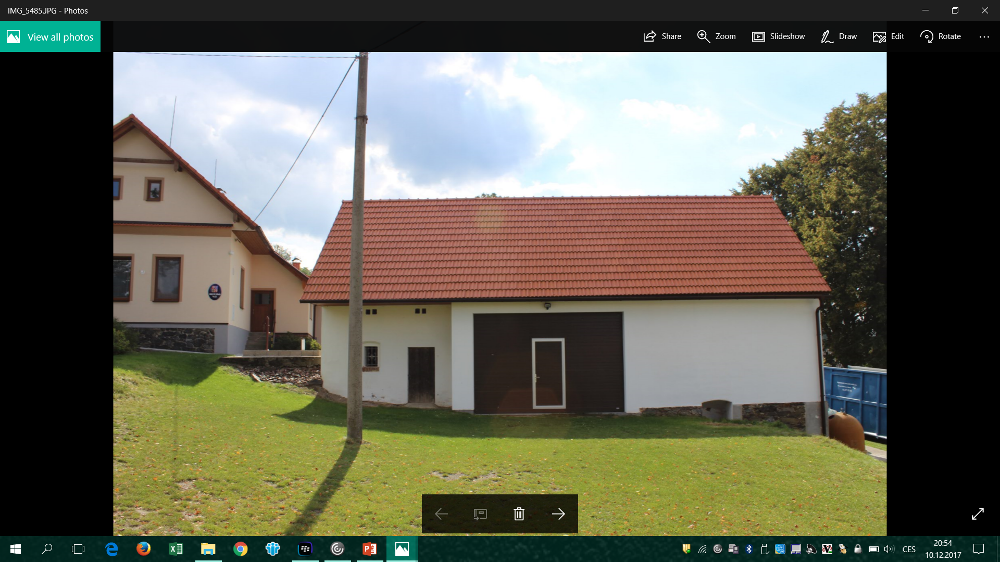 IMG_5485.JPG - Photos
View all photos
Share
Zoom
Slideshow
Draw
Edit
Rotate
CES
20:54
10.12.2017